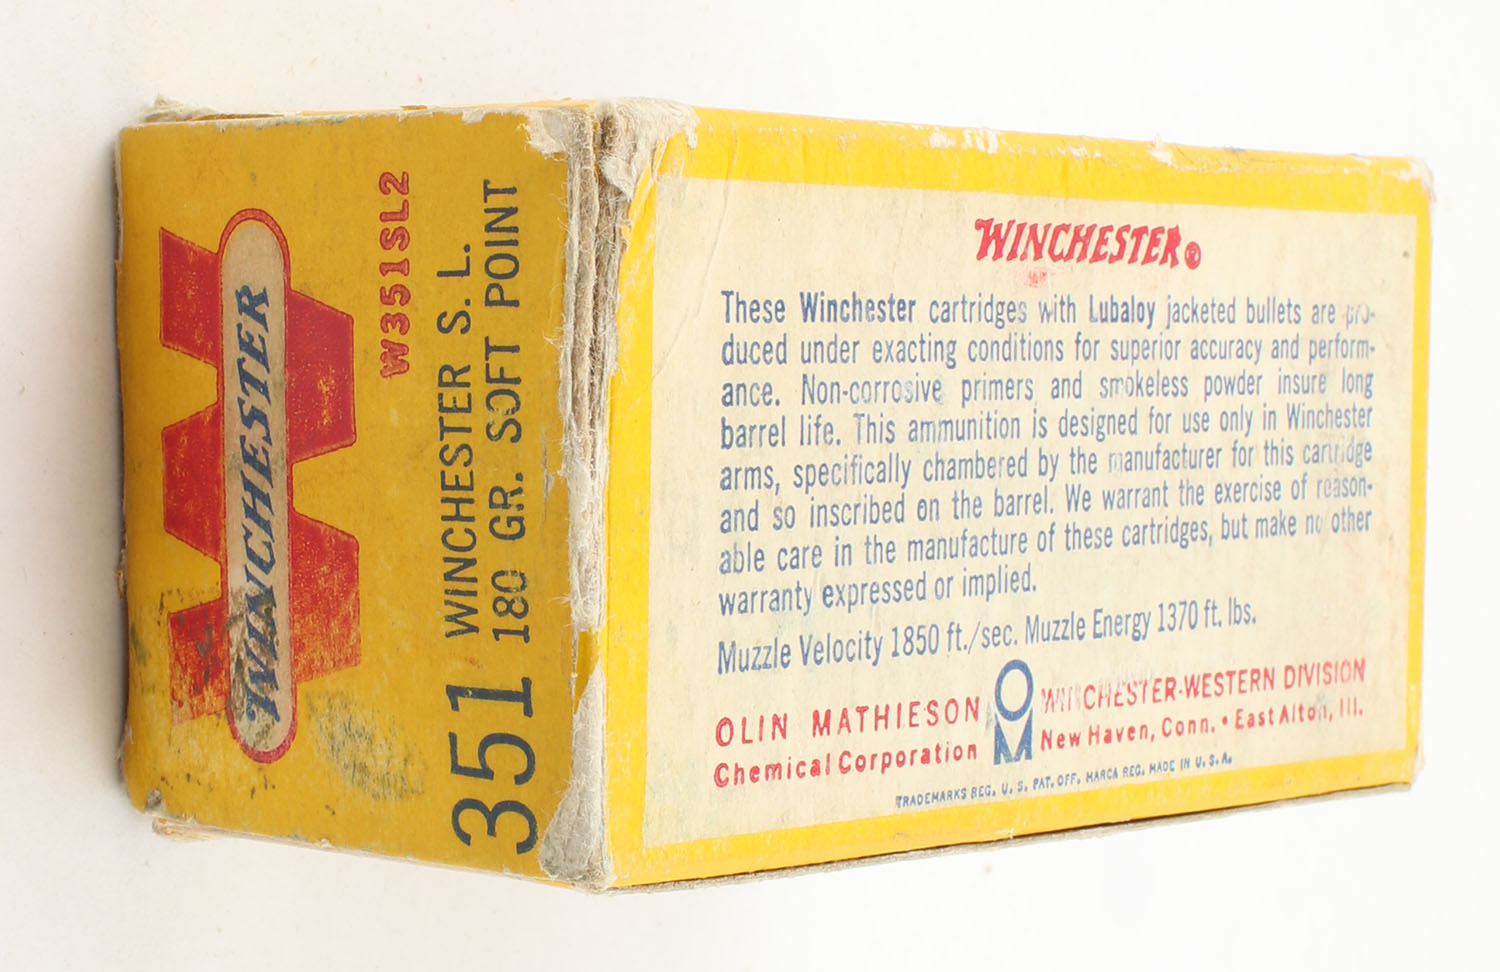 WINCHESTER
W351SL2
351 WINCHESTER S. L.
180 GR. SOFT POINT
WINCHESTER®
These Winchester cartridges with Lubaloy jacketed bullets are pro-
duced under exacting conditions for superior accuracy and perform-
ance. Non-corrosive primers and smokeless powder insure long
barrel life. This ammunition is designed for use only in Winchester
arms, specifically chambered by the manufacturer for this cartridge
and so inscribed on the barrel. We warrant the exercise of reason-
able care in the manufacture of these cartridges, but make no other
warranty expressed or implied.
Muzzle Velocity 1850 ft./sec. Muzzle Energy 1370 ft. lbs.
OLIN MATHIESON
Chemical Corporation
OM
WINCHESTER-WESTERN DIVISION
New Haven, Conn. • East Alton, Ill.
TRADEMARKS REG. U. S. PAT. OFF. MARCA REG. MADE IN U. S. A.